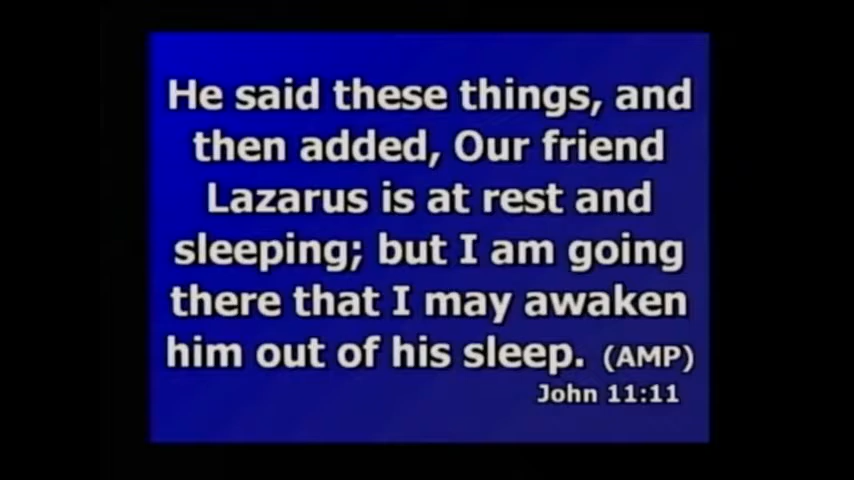 He said these things, and
then added, Our friend
Lazarus is at rest and
sleeping; but I am going
there that I may awaken
him out of his sleep. (AMP)
John 11:11